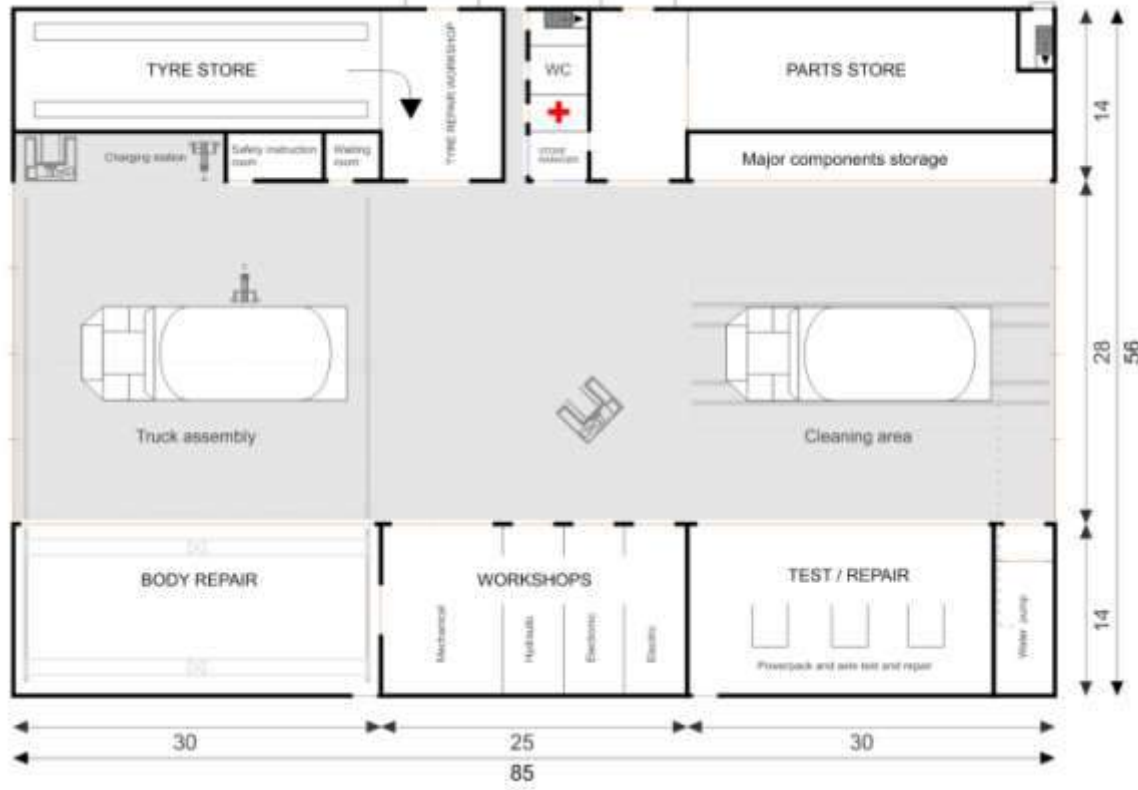 TYRE STORE
TYRE REPAIR WORKSHOP
WC
PARTS STORE
14
Charging station
Safety instruction
room
Waiting
room
STORE
MANAGER
Major components storage
28
56
Truck assembly
Cleaning area
BODY REPAIR
WORKSHOPS
TEST / REPAIR
Mechanical
Hydraulic
Electronic
Electric
Powerpack and axle test and repair
Water pump
14
30
25
30
85